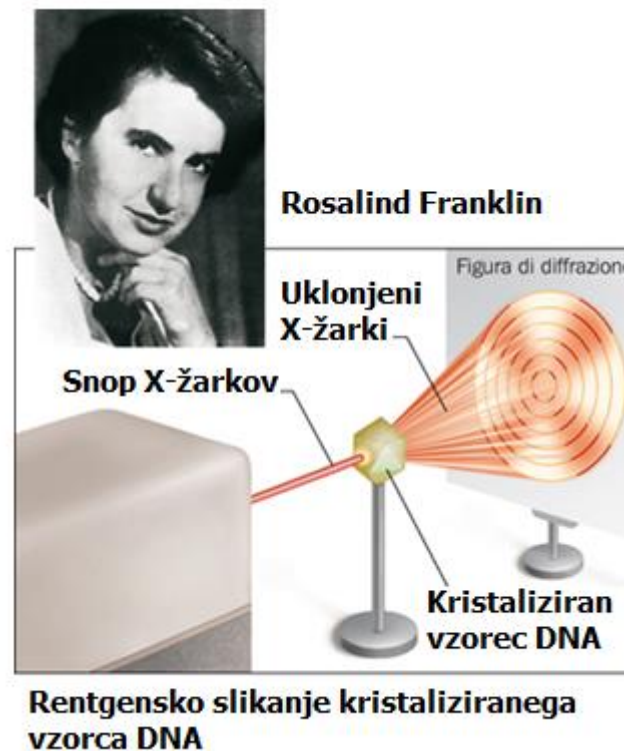 Rosalind Franklin
Figura di diffrazione
Uklonjeni
X-žarki
Snop X-žarkov
Kristaliziran
vzorec DNA
Rentgensko slikanje kristaliziranega
vzorca DNA